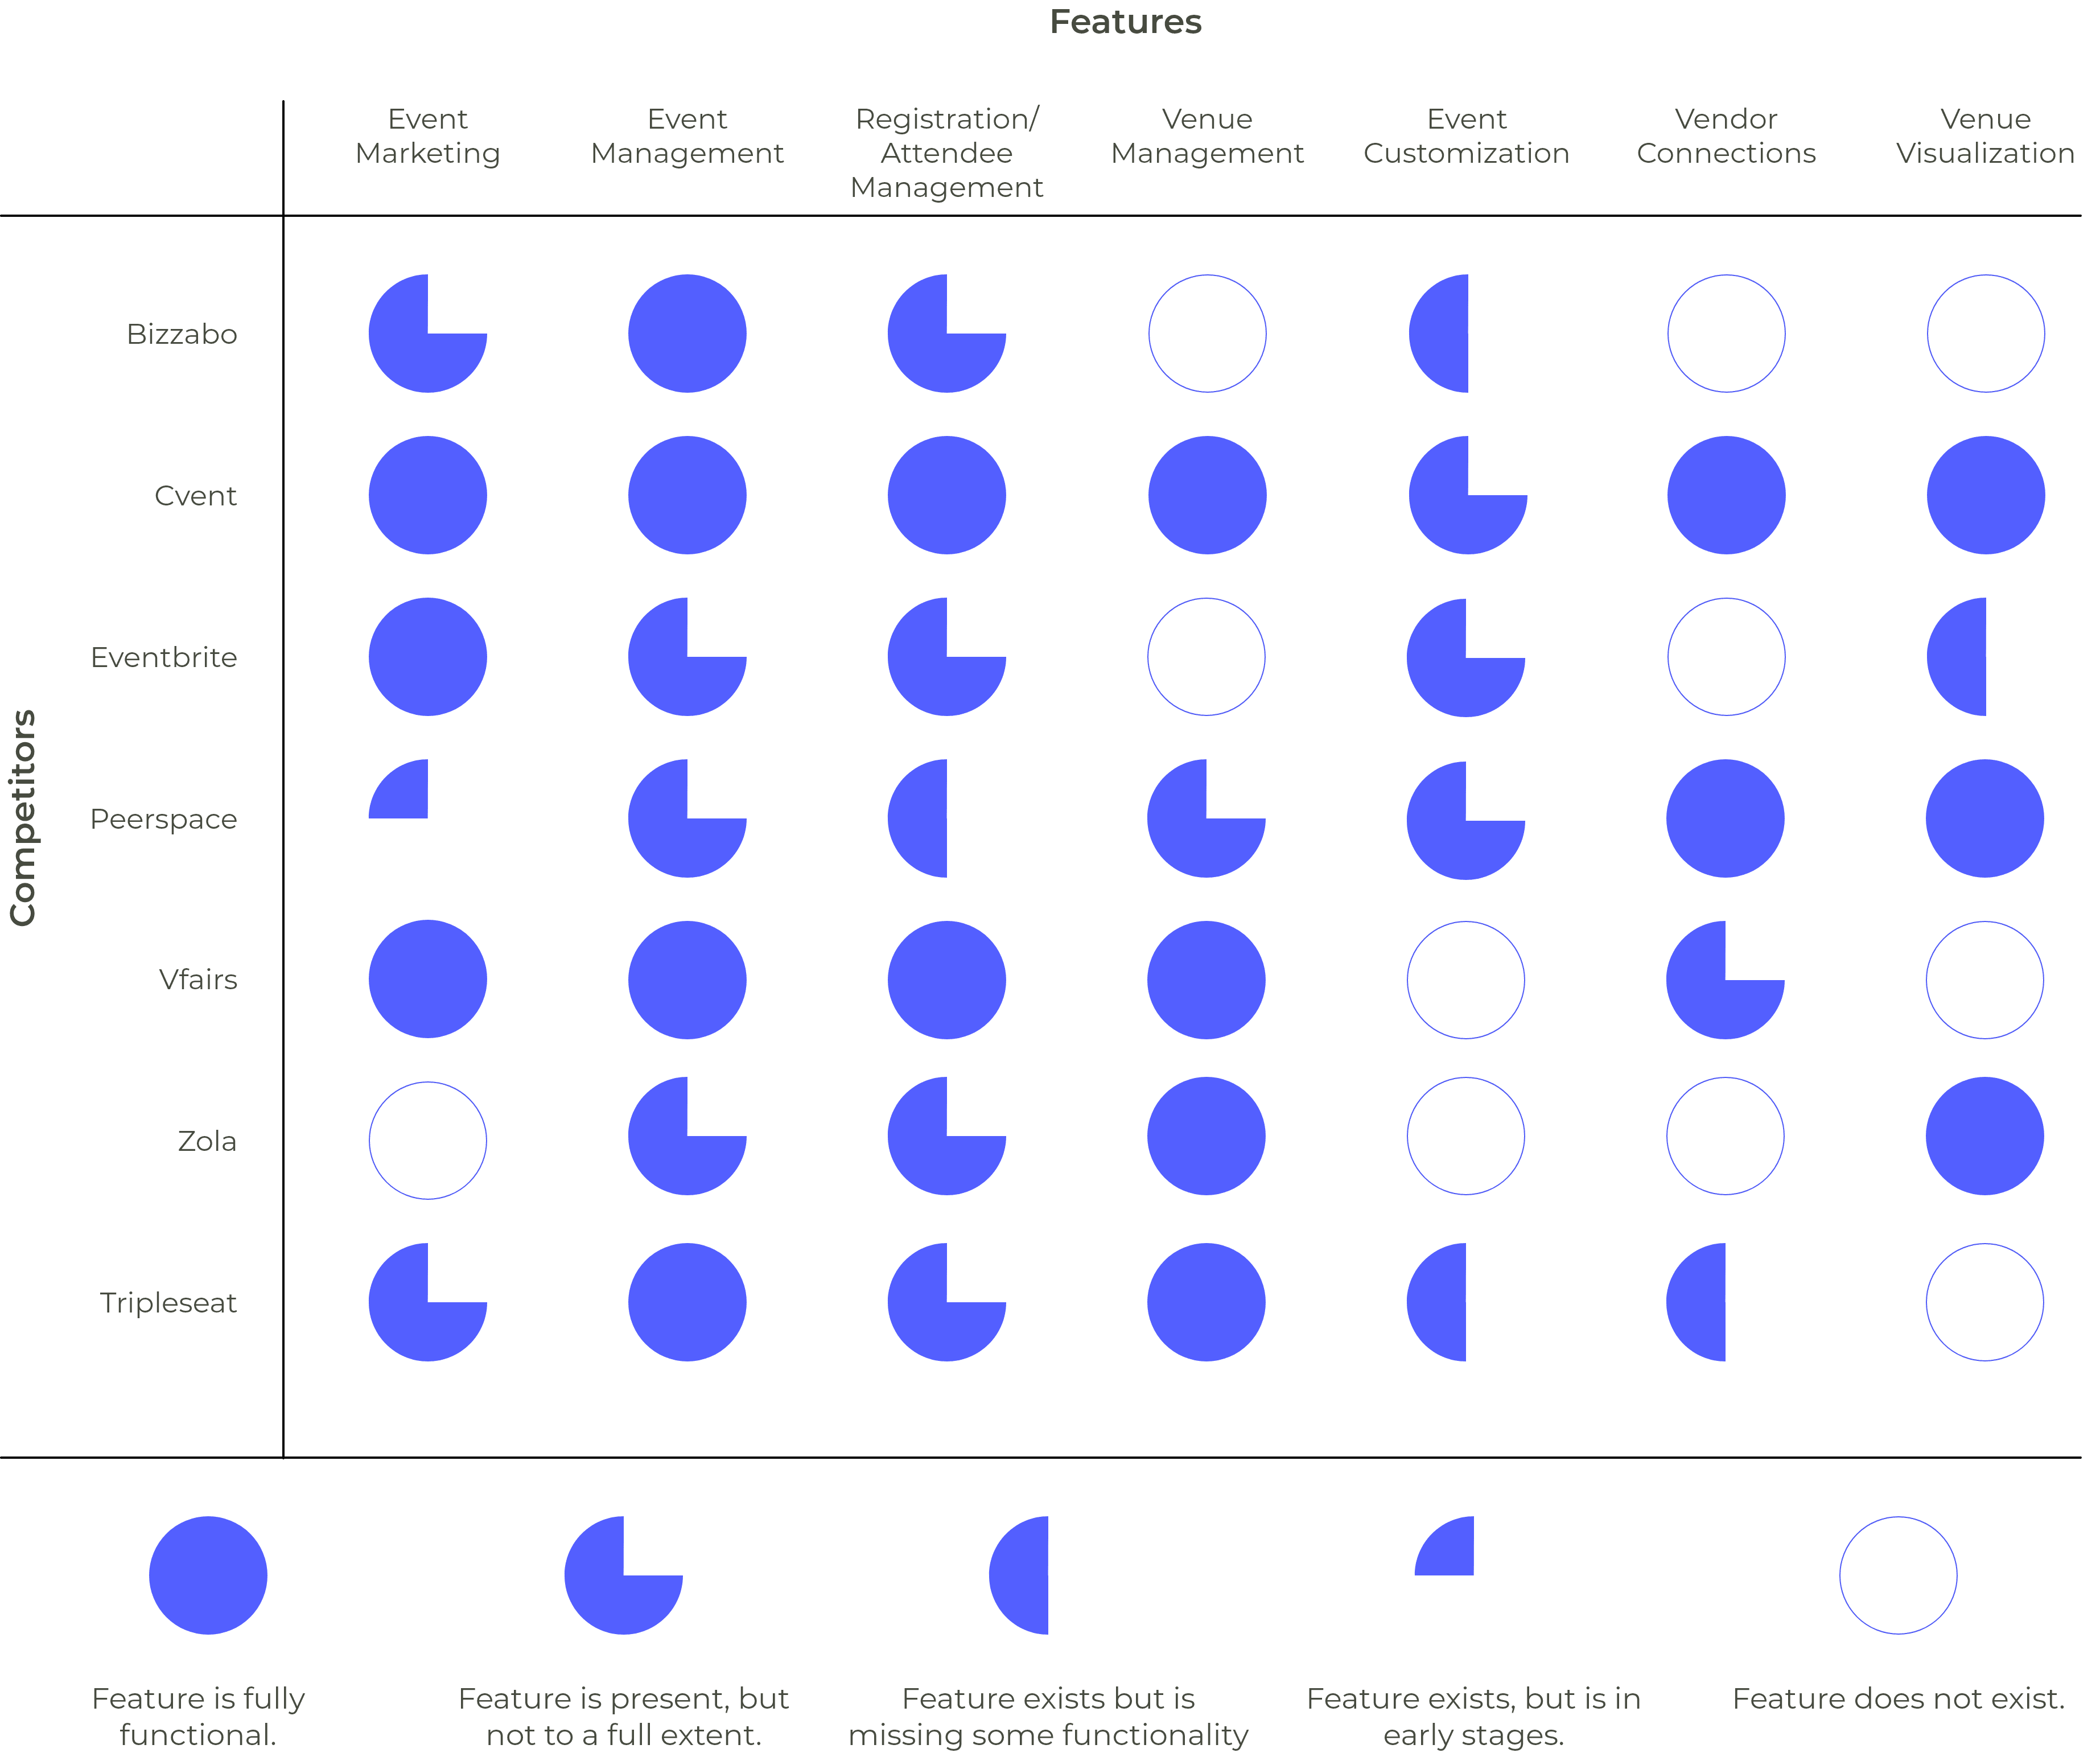 Features
Event
Marketing
Event
Management
Registration/
Attendee
Management
Venue
Management
Event
Customization
Vendor
Connections
Venue
Visualization
Competitors
Bizzabo
Cvent
Eventbrite
Peerspace
Vfairs
Zola
Tripleseat
Feature is fully
functional.
Feature is present, but
not to a full extent.
Feature exists but is
missing some functionality
Feature exists, but is in
early stages.
Feature does not exist.